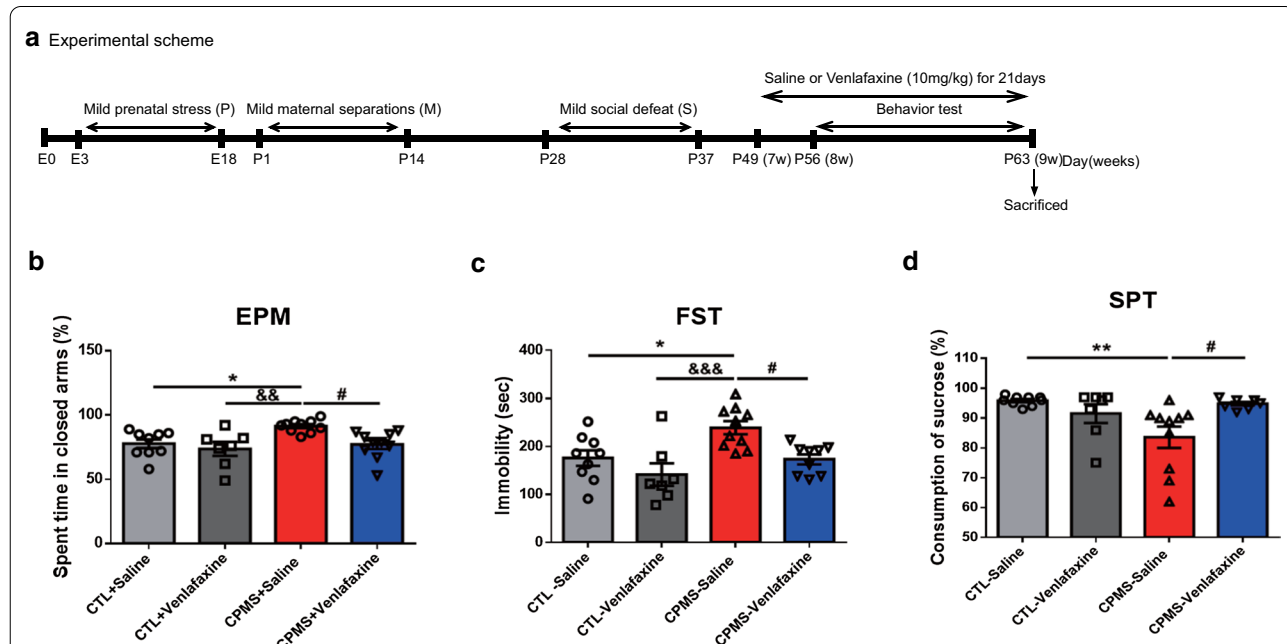 a Experimental scheme
Saline or Venlafaxine (10mg/kg) for 21days
Mild prenatal stress (P) Mild maternal separations (M) Mild social defeat (S) Behavior test
E0 E3 E18 P1 P14 P28 P37 P49 (7w) P56 (8w) P63 (9w) Day(weeks)
Sacrificed
b
EPM
Spent time in closed arms (%)
150
100
50
0
*
&&
#
CTL+Saline
CTL+Venlafaxine
CPMS+Saline
CPMS+Venlafaxine
c
FST
Immobility (sec)
400
300
200
100
0
*
&&&
#
CTL -Saline
CTL-Venlafaxine
CPMS-Saline
CPMS-Venlafaxine
d
SPT
Consumption of sucrose (%)
110
100
90
80
70
60
50
**
#
CTL-Saline
CTL-Venlafaxine
CPMS-Saline
CPMS-Venlafaxine